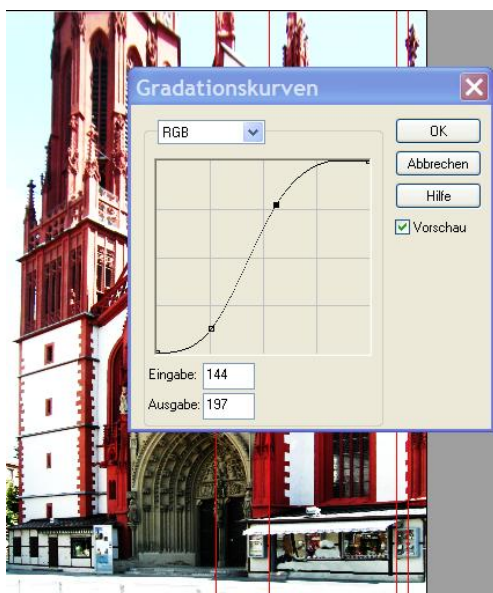 Gradationskurven
RGB
OK
Abbrechen
Hilfe
Vorschau
Eingabe: 144
Ausgabe: 197